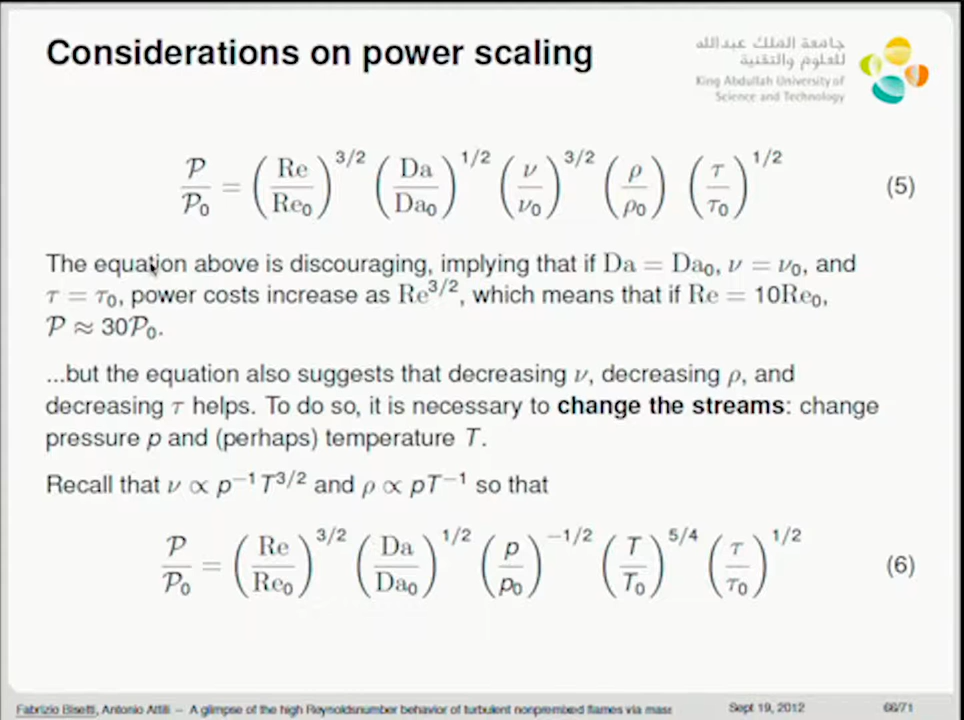 Considerations on power scaling
جامعة الملك عبدالله
للعلوم والتقنية
King Abdullah University of
Science and Technology
𝒫/𝒫₀ = (Re/Re₀)^{3/2} (Da/Da₀)^{1/2} (ν/ν₀)^{3/2} (ρ/ρ₀) (τ/τ₀)^{1/2} (5)
The equation above is discouraging, implying that if Da = Da₀, ν = ν₀, and
τ = τ₀, power costs increase as Re^{3/2}, which means that if Re = 10Re₀,
𝒫 ≈ 30𝒫₀.
...but the equation also suggests that decreasing ν, decreasing ρ, and
decreasing τ helps. To do so, it is necessary to change the streams: change
pressure p and (perhaps) temperature T.
Recall that ν ∝ p^{−1}T^{3/2} and ρ ∝ pT^{−1} so that
𝒫/𝒫₀ = (Re/Re₀)^{3/2} (Da/Da₀)^{1/2} (p/p₀)^{−1/2} (T/T₀)^{5/4} (τ/τ₀)^{1/2} (6)
Fabrizio Bisetti, Antonio Attili – A glimpse of the high Reynoldsnumber behavior of turbulent nonpremixed flames via mass
Sept 19, 2012
66/71